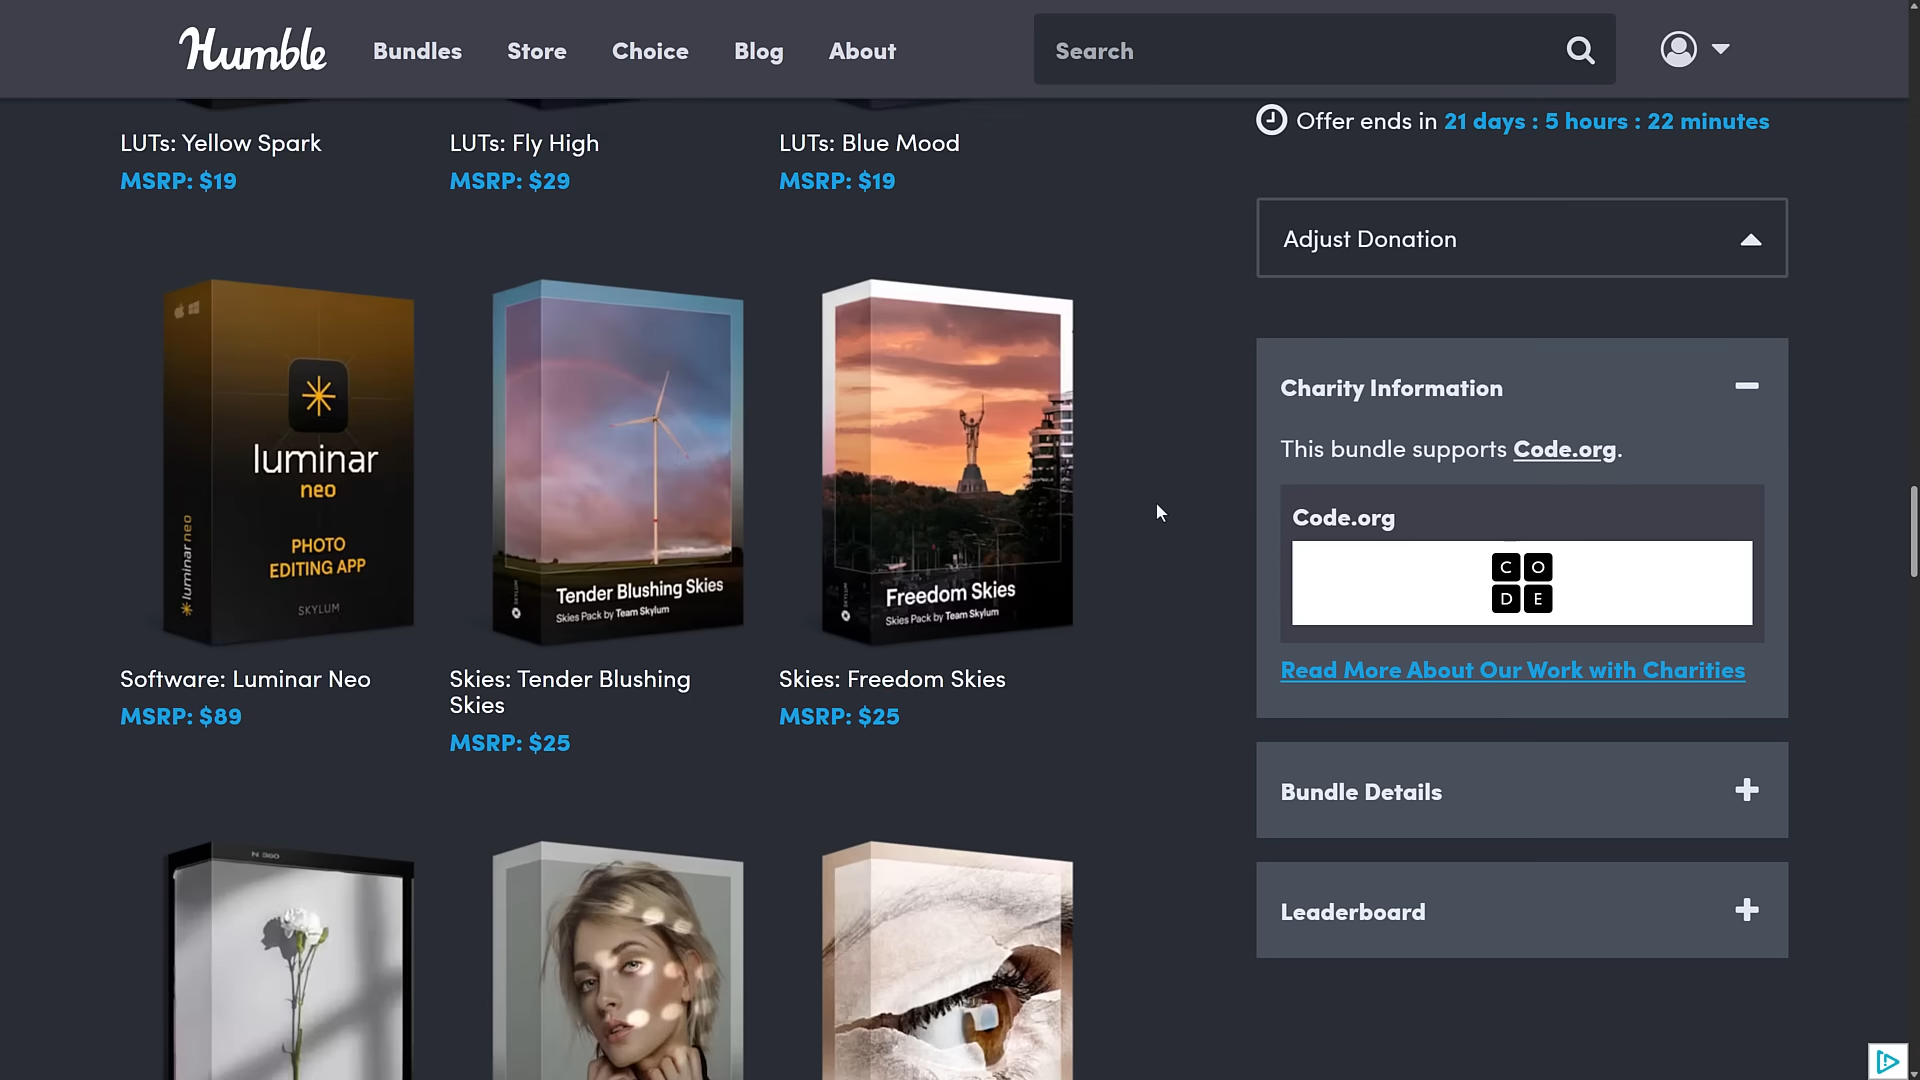 Humble
Bundles
Store
Choice
Blog
About
Search
LUTs: Yellow Spark
MSRP: $19
LUTs: Fly High
MSRP: $29
LUTs: Blue Mood
MSRP: $19
Offer ends in 21 days : 5 hours : 22 minutes
Adjust Donation
luminar
neo
PHOTO
EDITING APP
SKYLUM
luminar neo
Tender Blushing Skies
Skies Pack by Team Skylum
SKYLUM
Freedom Skies
Skies Pack by Team Skylum
SKYLUM
Software: Luminar Neo
MSRP: $89
Skies: Tender Blushing
Skies
MSRP: $25
Skies: Freedom Skies
MSRP: $25
Charity Information
This bundle supports Code.org.
Code.org
C O
D E
Read More About Our Work with Charities
Bundle Details
Leaderboard